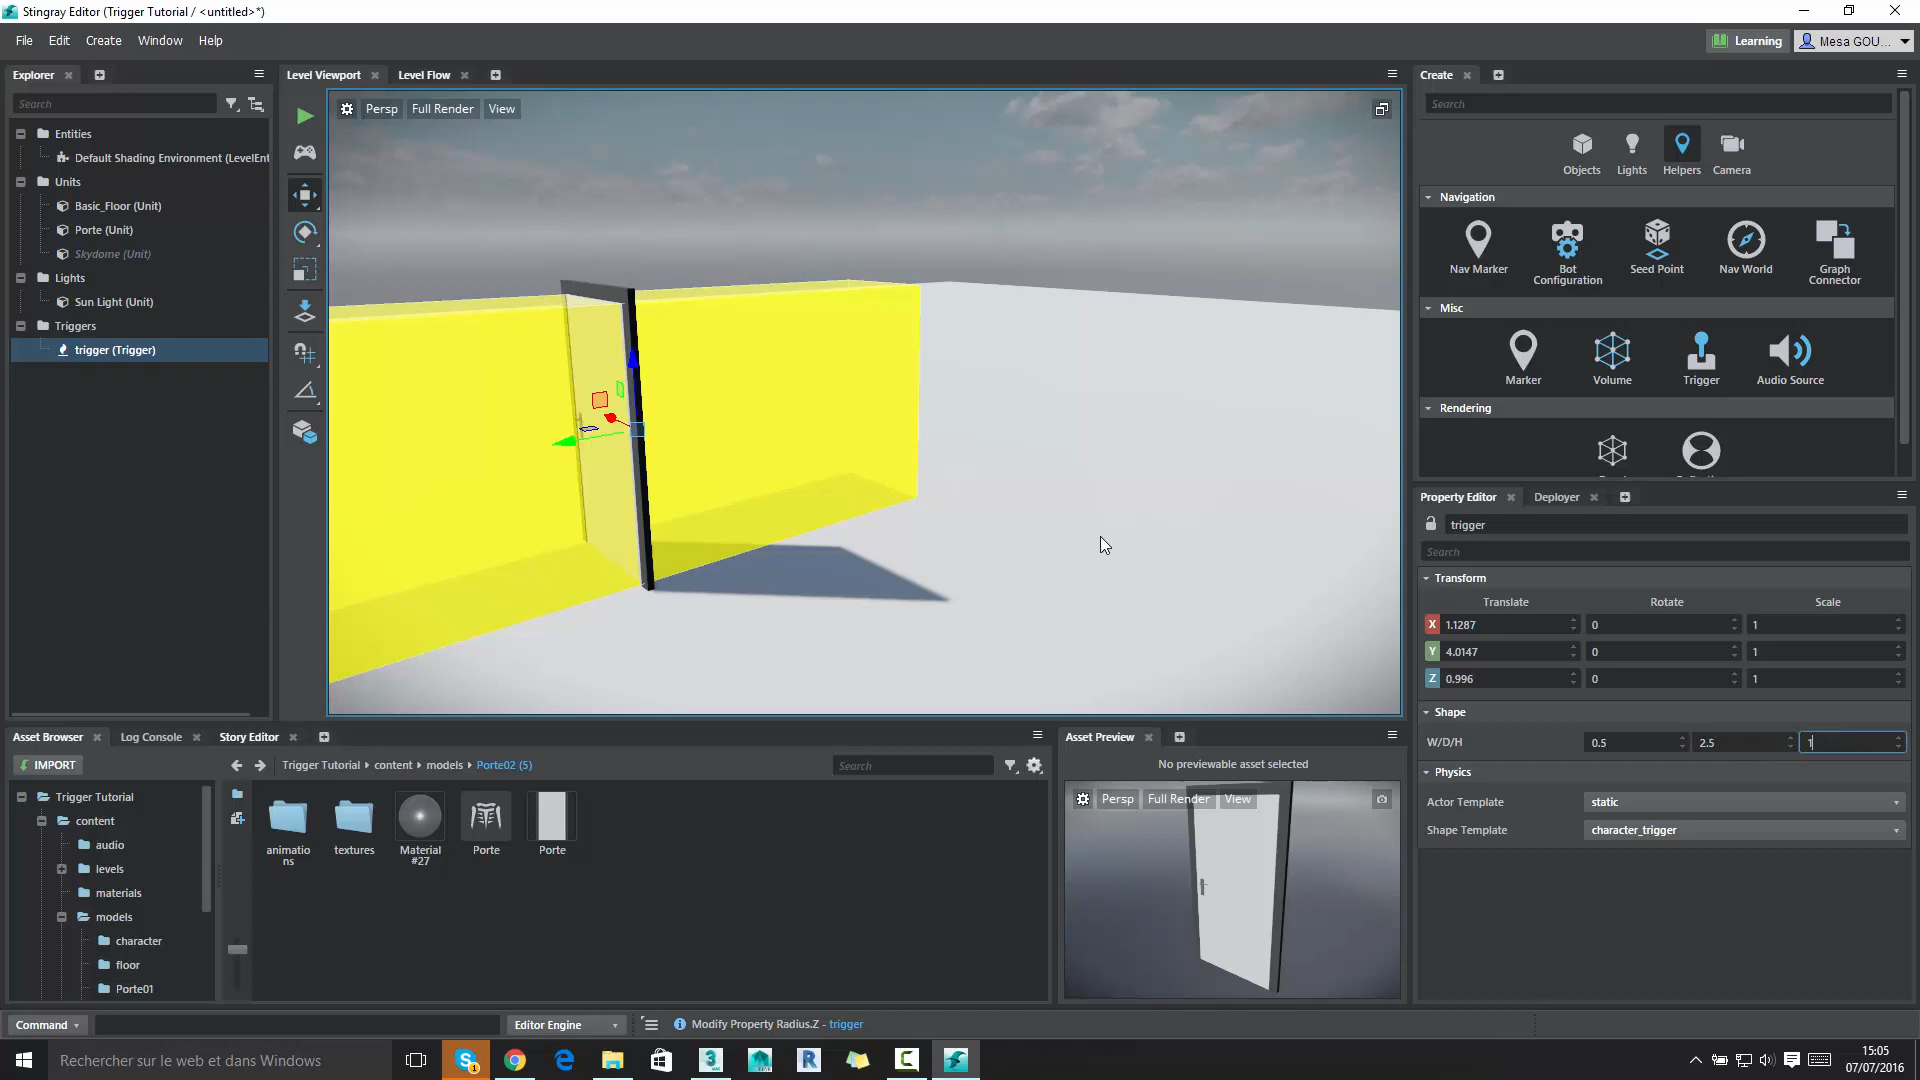 Stingray Editor (Trigger Tutorial / <untitled>*)
File Edit Create Window Help
Learning Mesa GOU...
Explorer
Search
Entities
Default Shading Environment (LevelEnt
Units
Basic_Floor (Unit)
Porte (Unit)
Skydome (Unit)
Lights
Sun Light (Unit)
Triggers
trigger (Trigger)
Level Viewport Level Flow
Persp Full Render View
Create
Search
Objects Lights Helpers Camera
Navigation
Nav Marker Bot Configuration Seed Point Nav World Graph Connector
Misc
Marker Volume Trigger Audio Source
Rendering
Property Editor Deployer
trigger
Search
Transform
Translate Rotate Scale
X 1.1287 0 1
Y 4.0147 0 1
Z 0.996 0 1
Shape
W/D/H 0.5 2.5 1
Physics
Actor Template static
Shape Template character_trigger
Asset Browser Log Console Story Editor
IMPORT
Trigger Tutorial content models Porte02 (5)
Search
Trigger Tutorial
content
audio
levels
materials
models
character
floor
Porte01
animatio
ns
textures
Material
#27
Porte
Porte
Asset Preview
No previewable asset selected
Persp Full Render View
Command
Editor Engine
Modify Property Radius.Z - trigger
Rechercher sur le web et dans Windows
15:05
07/07/2016